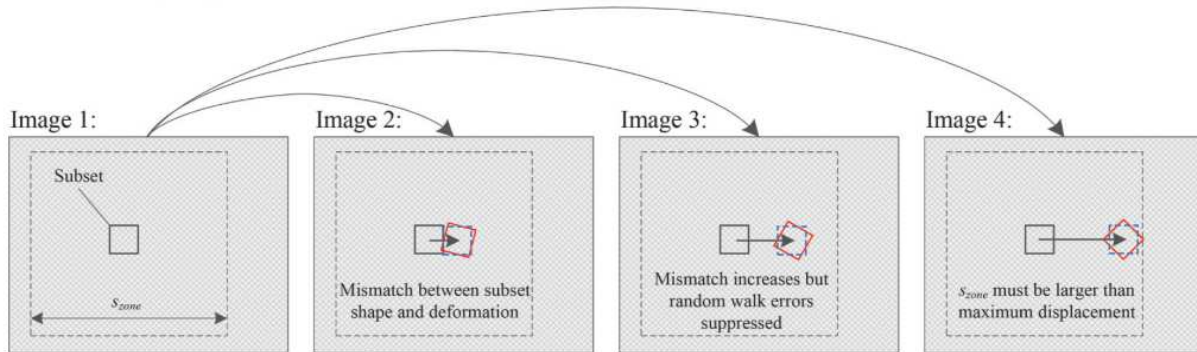 Image 1:
Image 2:
Image 3:
Image 4:
Subset
s_zone
Mismatch between subset
shape and deformation
Mismatch increases but
random walk errors
suppressed
s_zone must be larger than
maximum displacement